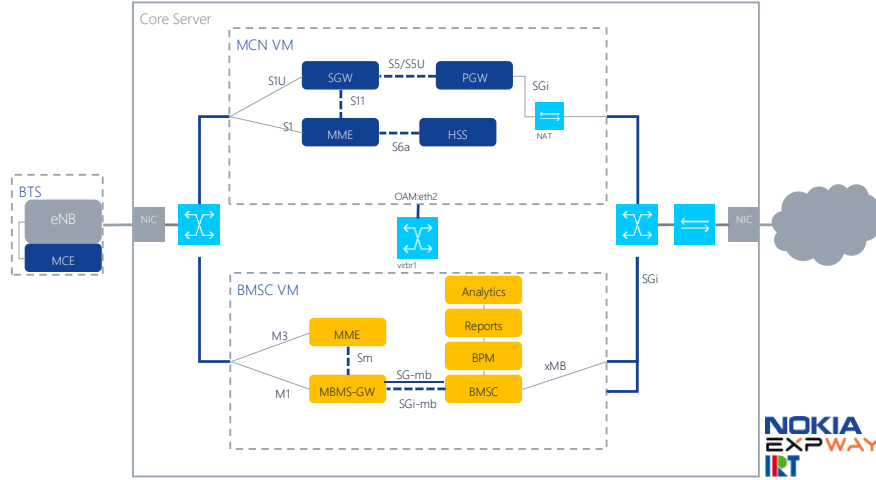 Core Server
MCN VM
S5/S5U
SGW
PGW
S1U
SGi
S11
S1
MME
HSS
NAT
S6a
BTS
OAM:eth2
eNB
NIC
NIC
MCE
virbr1
SGi
BMSC VM
Analytics
Reports
M3
MME
Sm
BPM
xMB
SG-mb
M1
MBMS-GW
BMSC
SGi-mb
NOKIA
EXPWAY
IRT